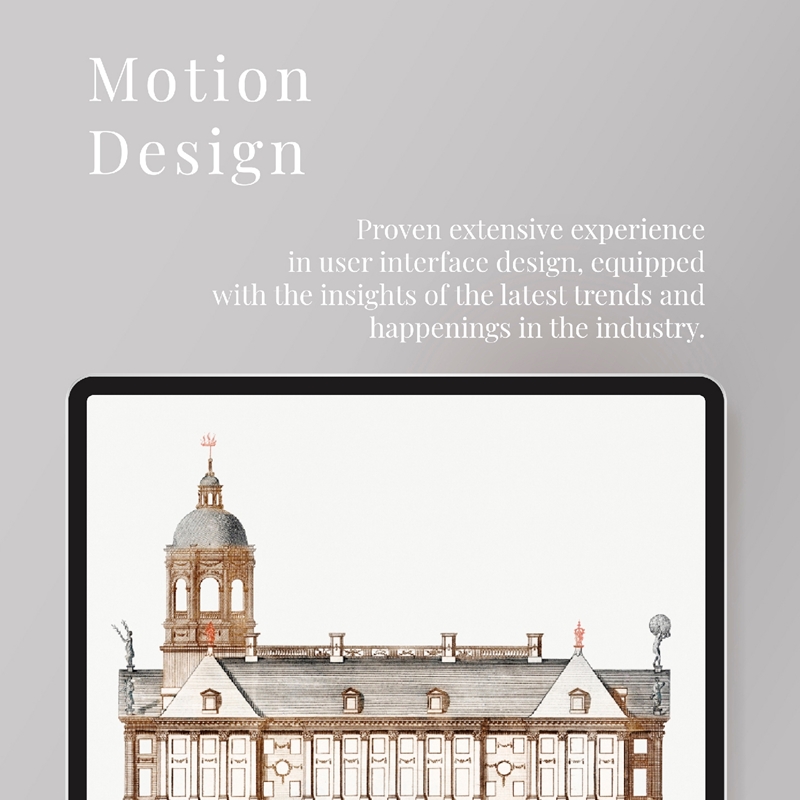 Motion
Design
Proven extensive experience
in user interface design, equipped
with the insights of the latest trends and
happenings in the industry.